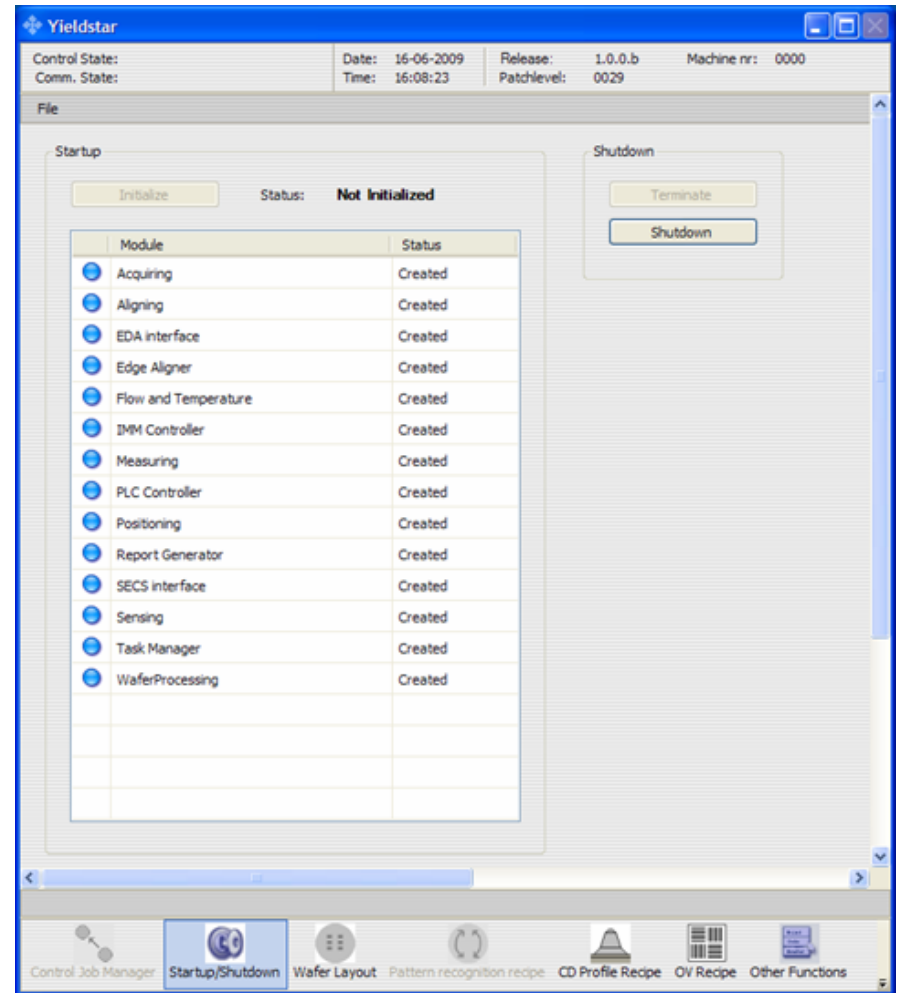 Yieldstar
Control State: Date: 16-06-2009 Release: 1.0.0.b Machine nr: 0000
Comm. State: Time: 16:08:23 Patchlevel: 0029
File
Startup Shutdown
Initialize Status: Not Initialized Terminate
Shutdown
Module Status
Acquiring Created
Aligning Created
EDA interface Created
Edge Aligner Created
Flow and Temperature Created
IMM Controller Created
Measuring Created
PLC Controller Created
Positioning Created
Report Generator Created
SECS interface Created
Sensing Created
Task Manager Created
WaferProcessing Created
Control Job Manager Startup/Shutdown Wafer Layout Pattern recognition recipe CD Profile Recipe OV Recipe Other Functions